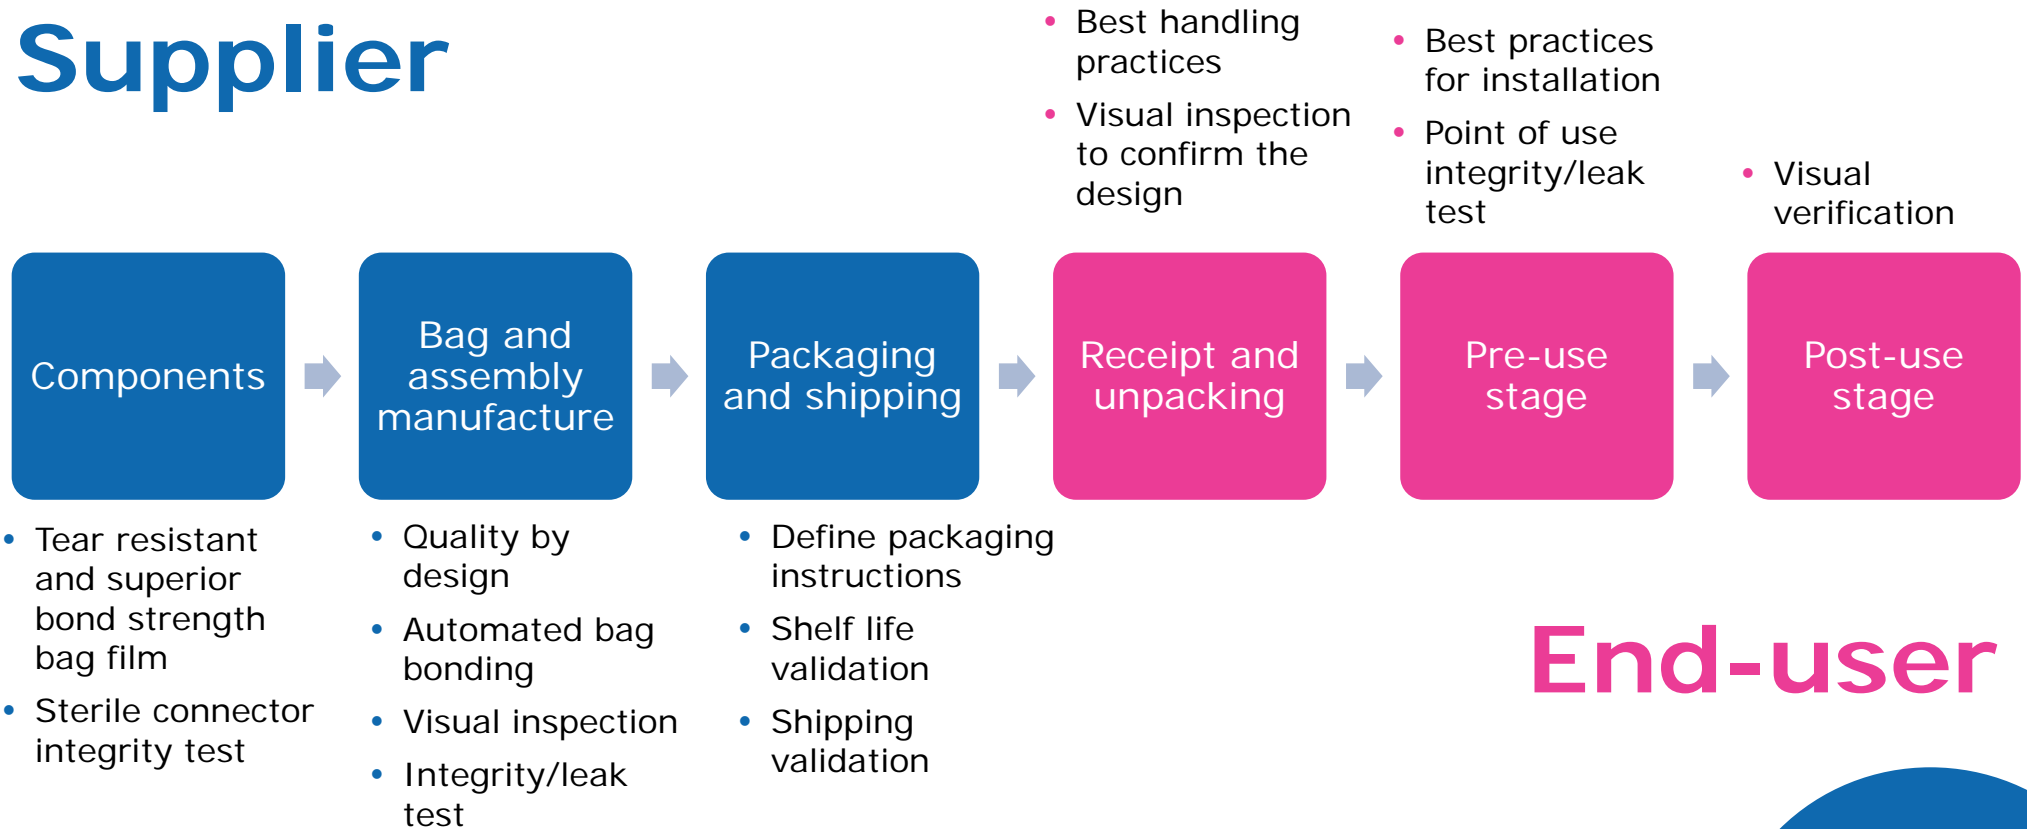 Supplier
• Best handling
practices
• Visual inspection
to confirm the
design
• Best practices
for installation
• Point of use
integrity/leak
test
• Visual
verification
Components
Bag and
assembly
manufacture
Packaging
and shipping
Receipt and
unpacking
Pre-use
stage
Post-use
stage
• Tear resistant
and superior
bond strength
bag film
• Sterile connector
integrity test
• Quality by
design
• Automated bag
bonding
• Visual inspection
• Integrity/leak
test
• Define packaging
instructions
• Shelf life
validation
• Shipping
validation
End-user